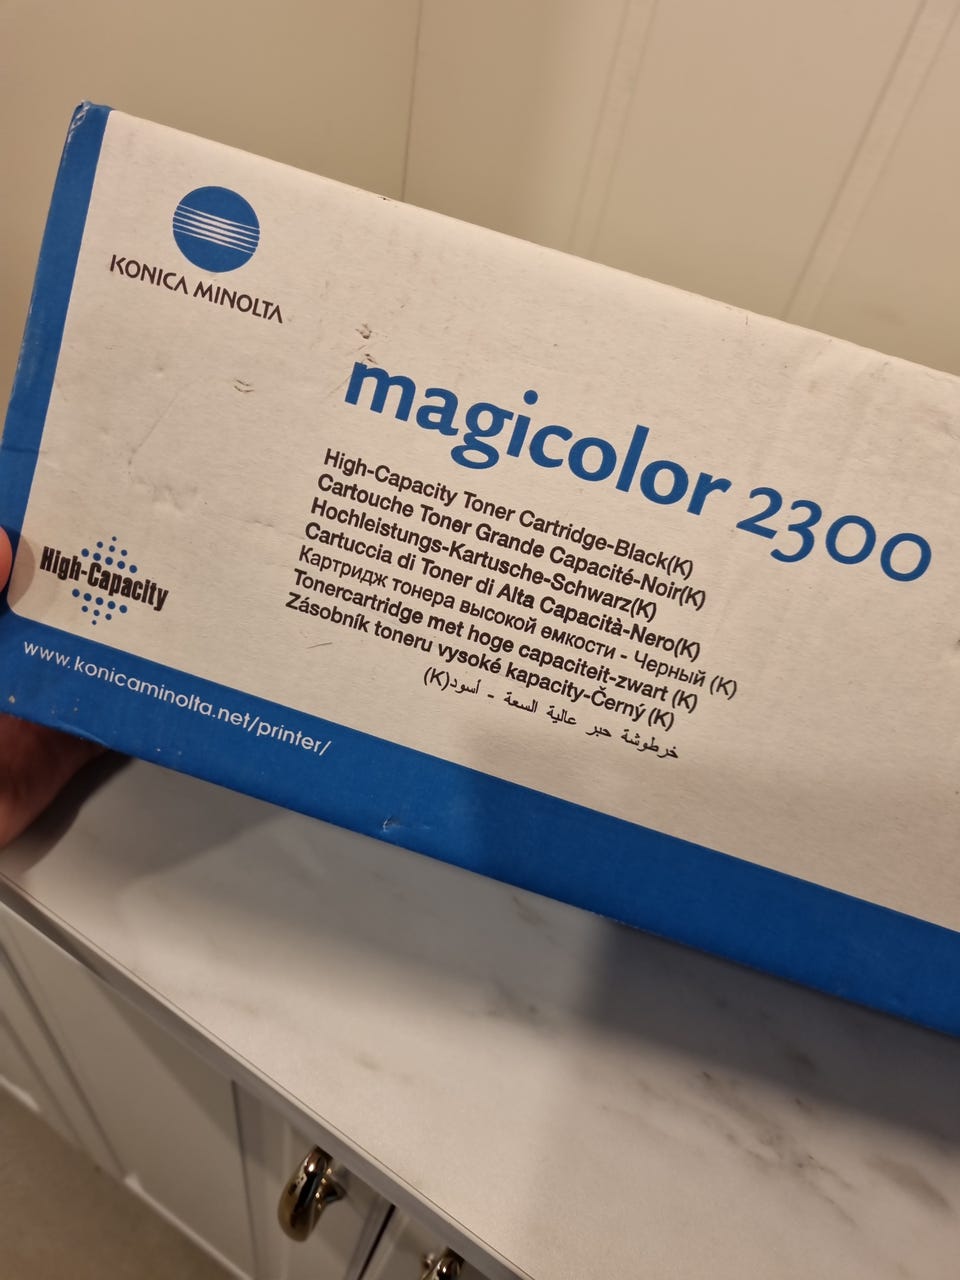 KONICA MINOLTA
magicolor 2300
High-Capacity Toner Cartridge-Black(K)
Cartouche Toner Grande Capacité-Noir(K)
Hochleistungs-Kartusche-Schwarz(K)
Cartuccia di Toner di Alta Capacità-Nero(K)
Картридж тонера высокой емкости - Черный (K)
Tonercartridge met hoge capaciteit-zwart (K)
Zásobník toneru vysoké kapacity-Černý (K)
خرطوشة حبر عالية السعة - أسود(K)
High-Capacity
www.konicaminolta.net/printer/